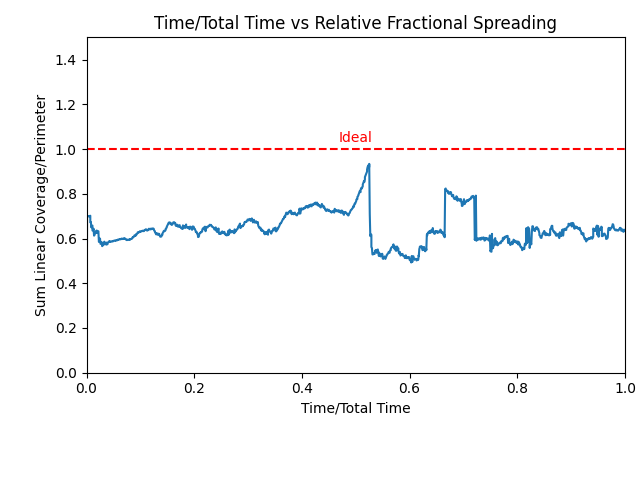 Time/Total Time vs Relative Fractional Spreading
Sum Linear Coverage/Perimeter
1.4
1.2
1.0
0.8
0.6
0.4
0.2
0.0
Ideal
0.0 0.2 0.4 0.6 0.8 1.0
Time/Total Time